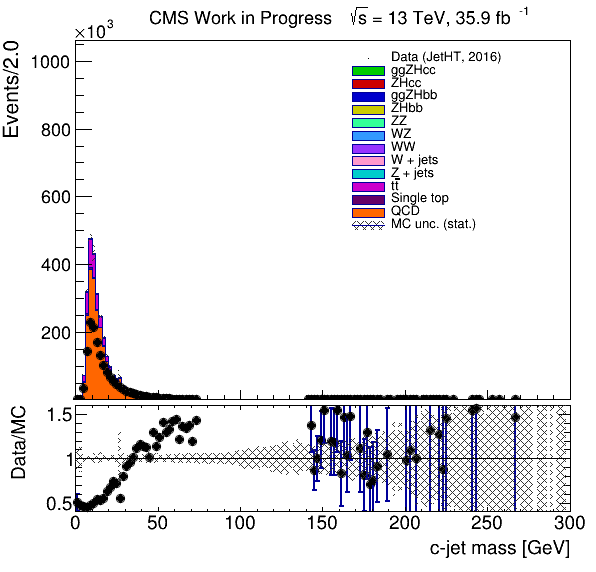 CMS Work in Progress √s = 13 TeV, 35.9 fb⁻¹
×10³
Events/2.0
1000
800
600
400
200
Data (JetHT, 2016)
ggZHcc
ZHcc
ggZHbb
ZHbb
ZZ
WZ
WW
W + jets
Z + jets
tt̄
Single top
QCD
MC unc. (stat.)
Data/MC
1.5
1
0.5
0 50 100 150 200 250 300
c-jet mass [GeV]